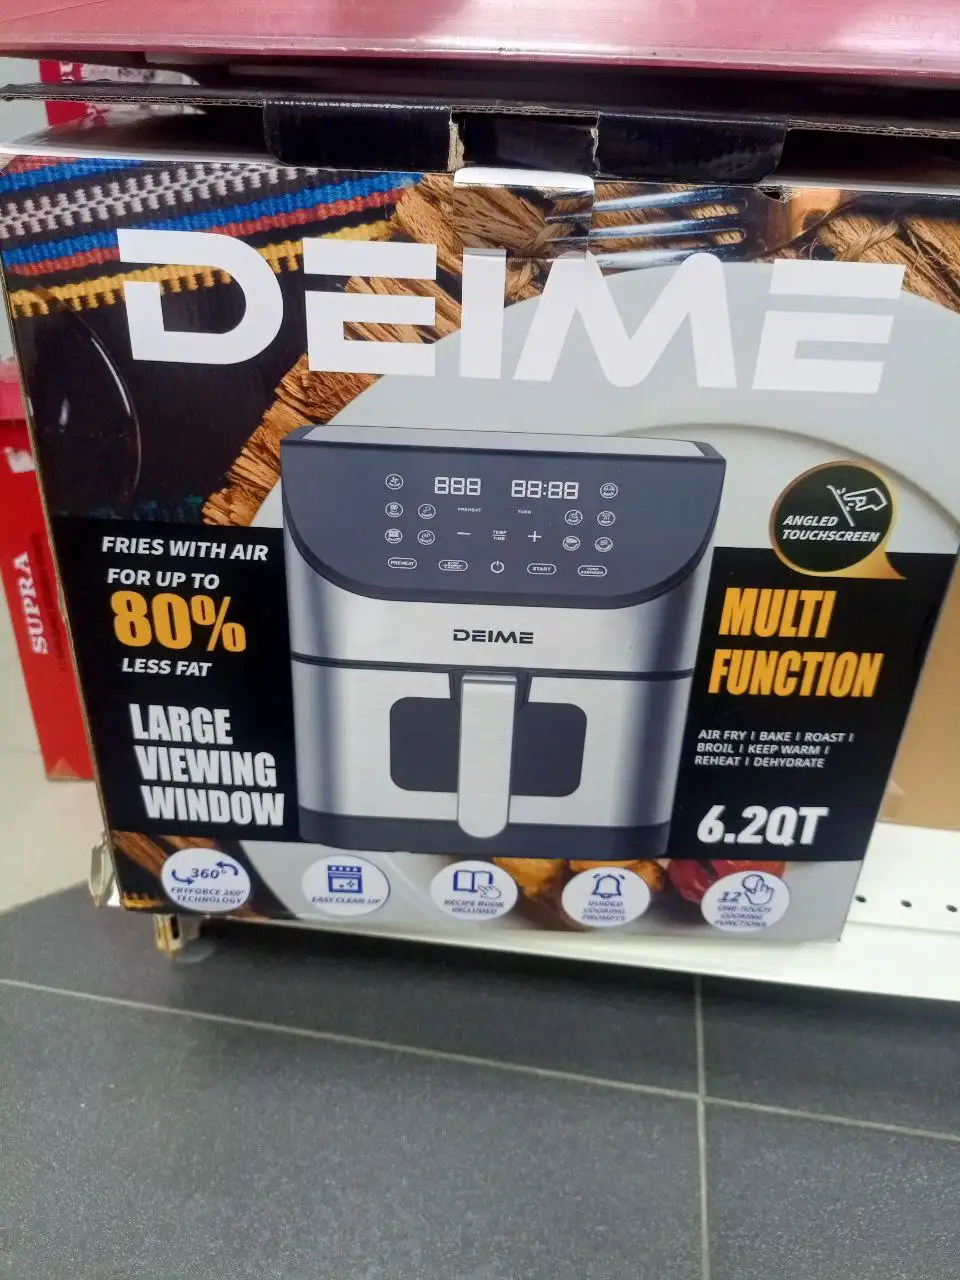 DEIME
888
88:88
PREHEAT
TURN
TEMP
TIME
PREHEAT
START
DEIME
ANGLED
TOUCHSCREEN
FRIES WITH AIR
FOR UP TO
80%
LESS FAT
LARGE
VIEWING
WINDOW
MULTI
FUNCTION
AIR FRY | BAKE | ROAST |
BROIL | KEEP WARM |
REHEAT | DEHYDRATE
6.2QT
360°
FRYFORCE 360°
TECHNOLOGY
EASY CLEAN UP
RECIPE BOOK
INCLUDED
GUIDED
COOKING
PROMPTS
12
ONE-TOUCH
COOKING
FUNCTIONS
SUPRA